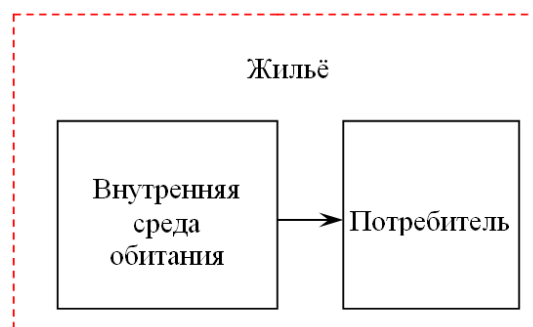 Жильё
Внутренняя
среда
обитания
Потребитель